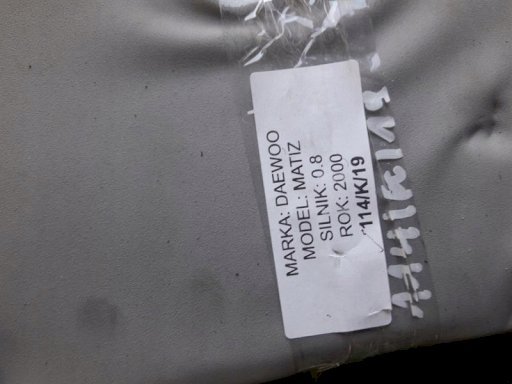 MARKA: DAEWOO
MODEL: MATIZ
SILNIK: 0.8
ROK: 2000
114/K/19